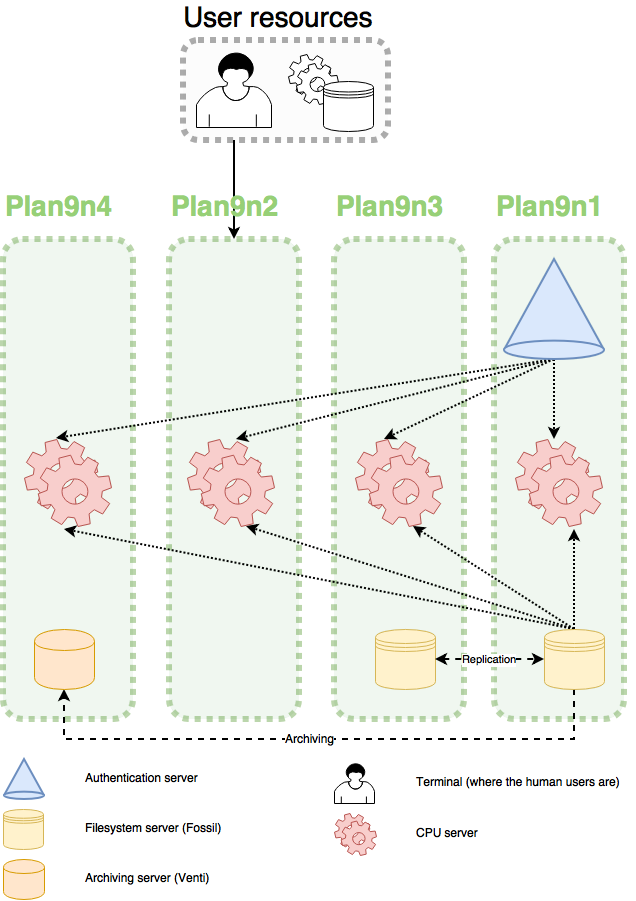 User resources
Plan9n4
Plan9n2
Plan9n3
Plan9n1
Replication
Archiving
Authentication server
Terminal (where the human users are)
Filesystem server (Fossil)
CPU server
Archiving server (Venti)